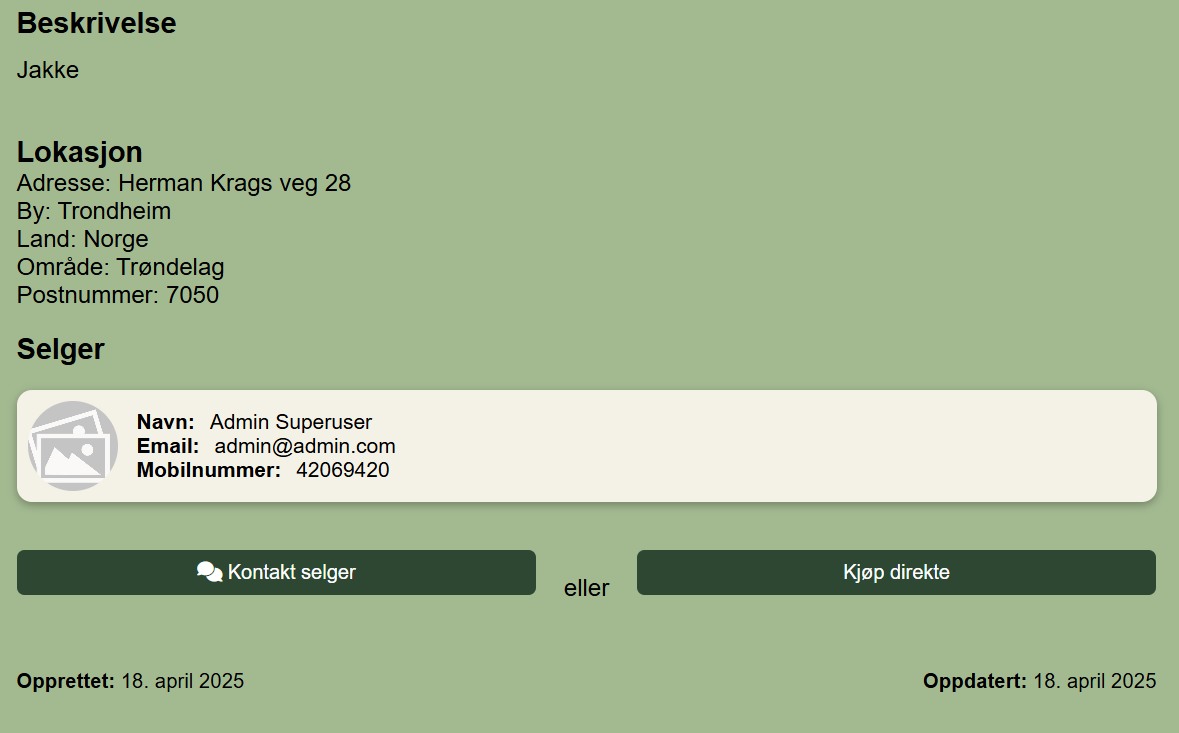 Beskrivelse
Jakke
Lokasjon
Adresse: Herman Krags veg 28
By: Trondheim
Land: Norge
Område: Trøndelag
Postnummer: 7050
Selger
Navn: Admin Superuser
Email: admin@admin.com
Mobilnummer: 42069420
Kontakt selger
eller
Kjøp direkte
Opprettet: 18. april 2025
Oppdatert: 18. april 2025